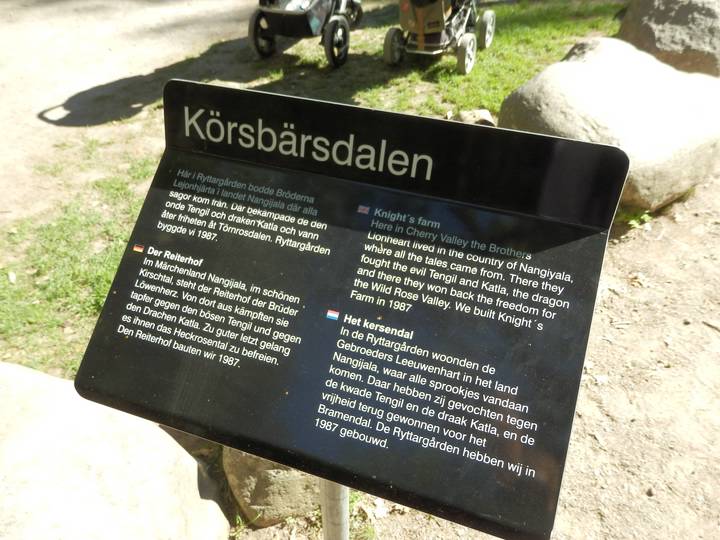 Körsbärsdalen
Här i Ryttargården bodde Bröderna
Lejonhjärta i landet Nangijala där alla
sagor kom från. Där bekämpade de den
onde Tengil och draken Katla och vann
åter friheten åt Törnrosdalen. Ryttargården
byggde vi 1987.
Der Reiterhof
Im Märchenland Nangijala, im schönen
Kirschtal, steht der Reiterhof der Brüder
Löwenherz. Von dort aus kämpften sie
tapfer gegen den bösen Tengil und gegen
den Drachen Katla. Zu guter letzt gelang
es ihnen das Heckrosental zu befreien.
Den Reiterhof bauten wir 1987.
Knight´s farm
Here in Cherry Valley the Brothers
Lionheart lived in the country of Nangiyala,
where all the tales came from. There they
fought the evil Tengil and Katla, the dragon
and there they won back the freedom for
the Wild Rose Valley. We built Knight´s
Farm in 1987
Het kersendal
In de Ryttargården woonden de
Gebroeders Leeuwenhart in het land
Nangijala, waar alle sprookjes vandaan
komen. Daar hebben zij gevochten tegen
de kwade Tengil en de draak Katla, en de
vrijheid terug gewonnen voor het
Bramendal. De Ryttargården hebben wij in
1987 gebouwd.